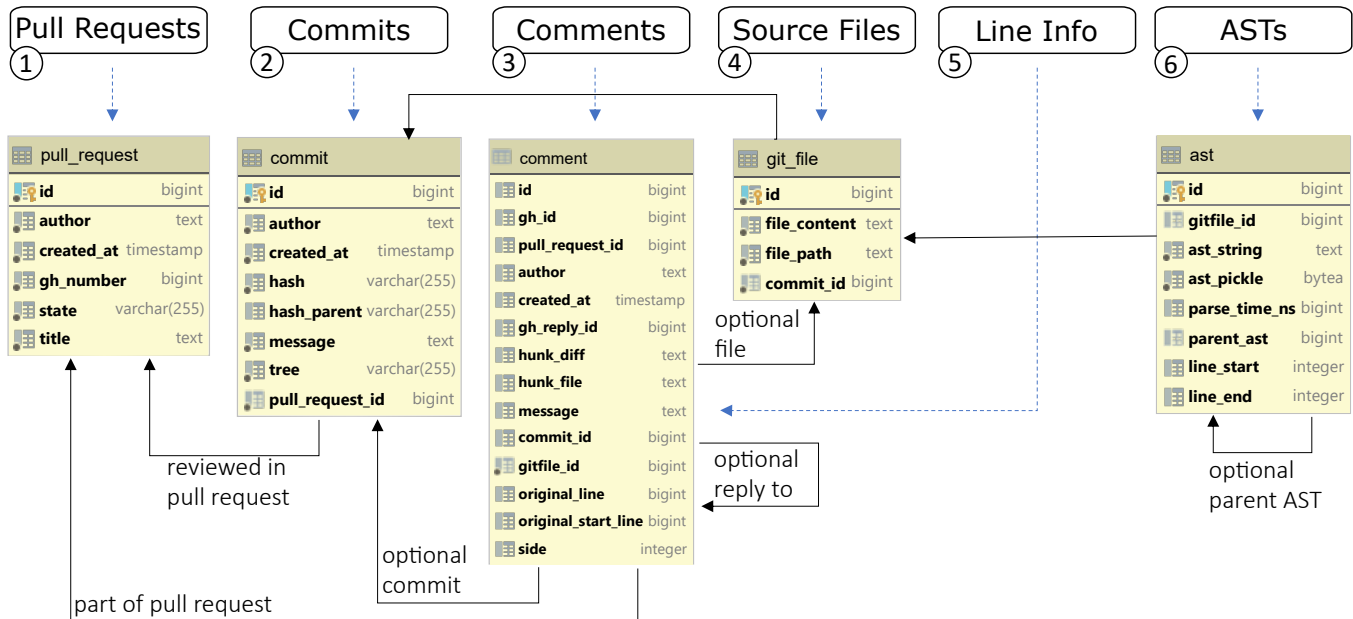 Pull Requests
1
Commits
2
Comments
3
Source Files
4
Line Info
5
ASTs
6
pull_request
id bigint
author text
created_at timestamp
gh_number bigint
state varchar(255)
title text
commit
id bigint
author text
created_at timestamp
hash varchar(255)
hash_parent varchar(255)
message text
tree varchar(255)
pull_request_id bigint
comment
id bigint
gh_id bigint
pull_request_id bigint
author text
created_at timestamp
gh_reply_id bigint
hunk_diff text
hunk_file text
message text
commit_id bigint
gitfile_id bigint
original_line bigint
original_start_line bigint
side integer
git_file
id bigint
file_content text
file_path text
commit_id bigint
ast
id bigint
gitfile_id bigint
ast_string text
ast_pickle bytea
parse_time_ns bigint
parent_ast bigint
line_start integer
line_end integer
optional
file
optional
reply to
optional
parent AST
reviewed in
pull request
optional
commit
part of pull request